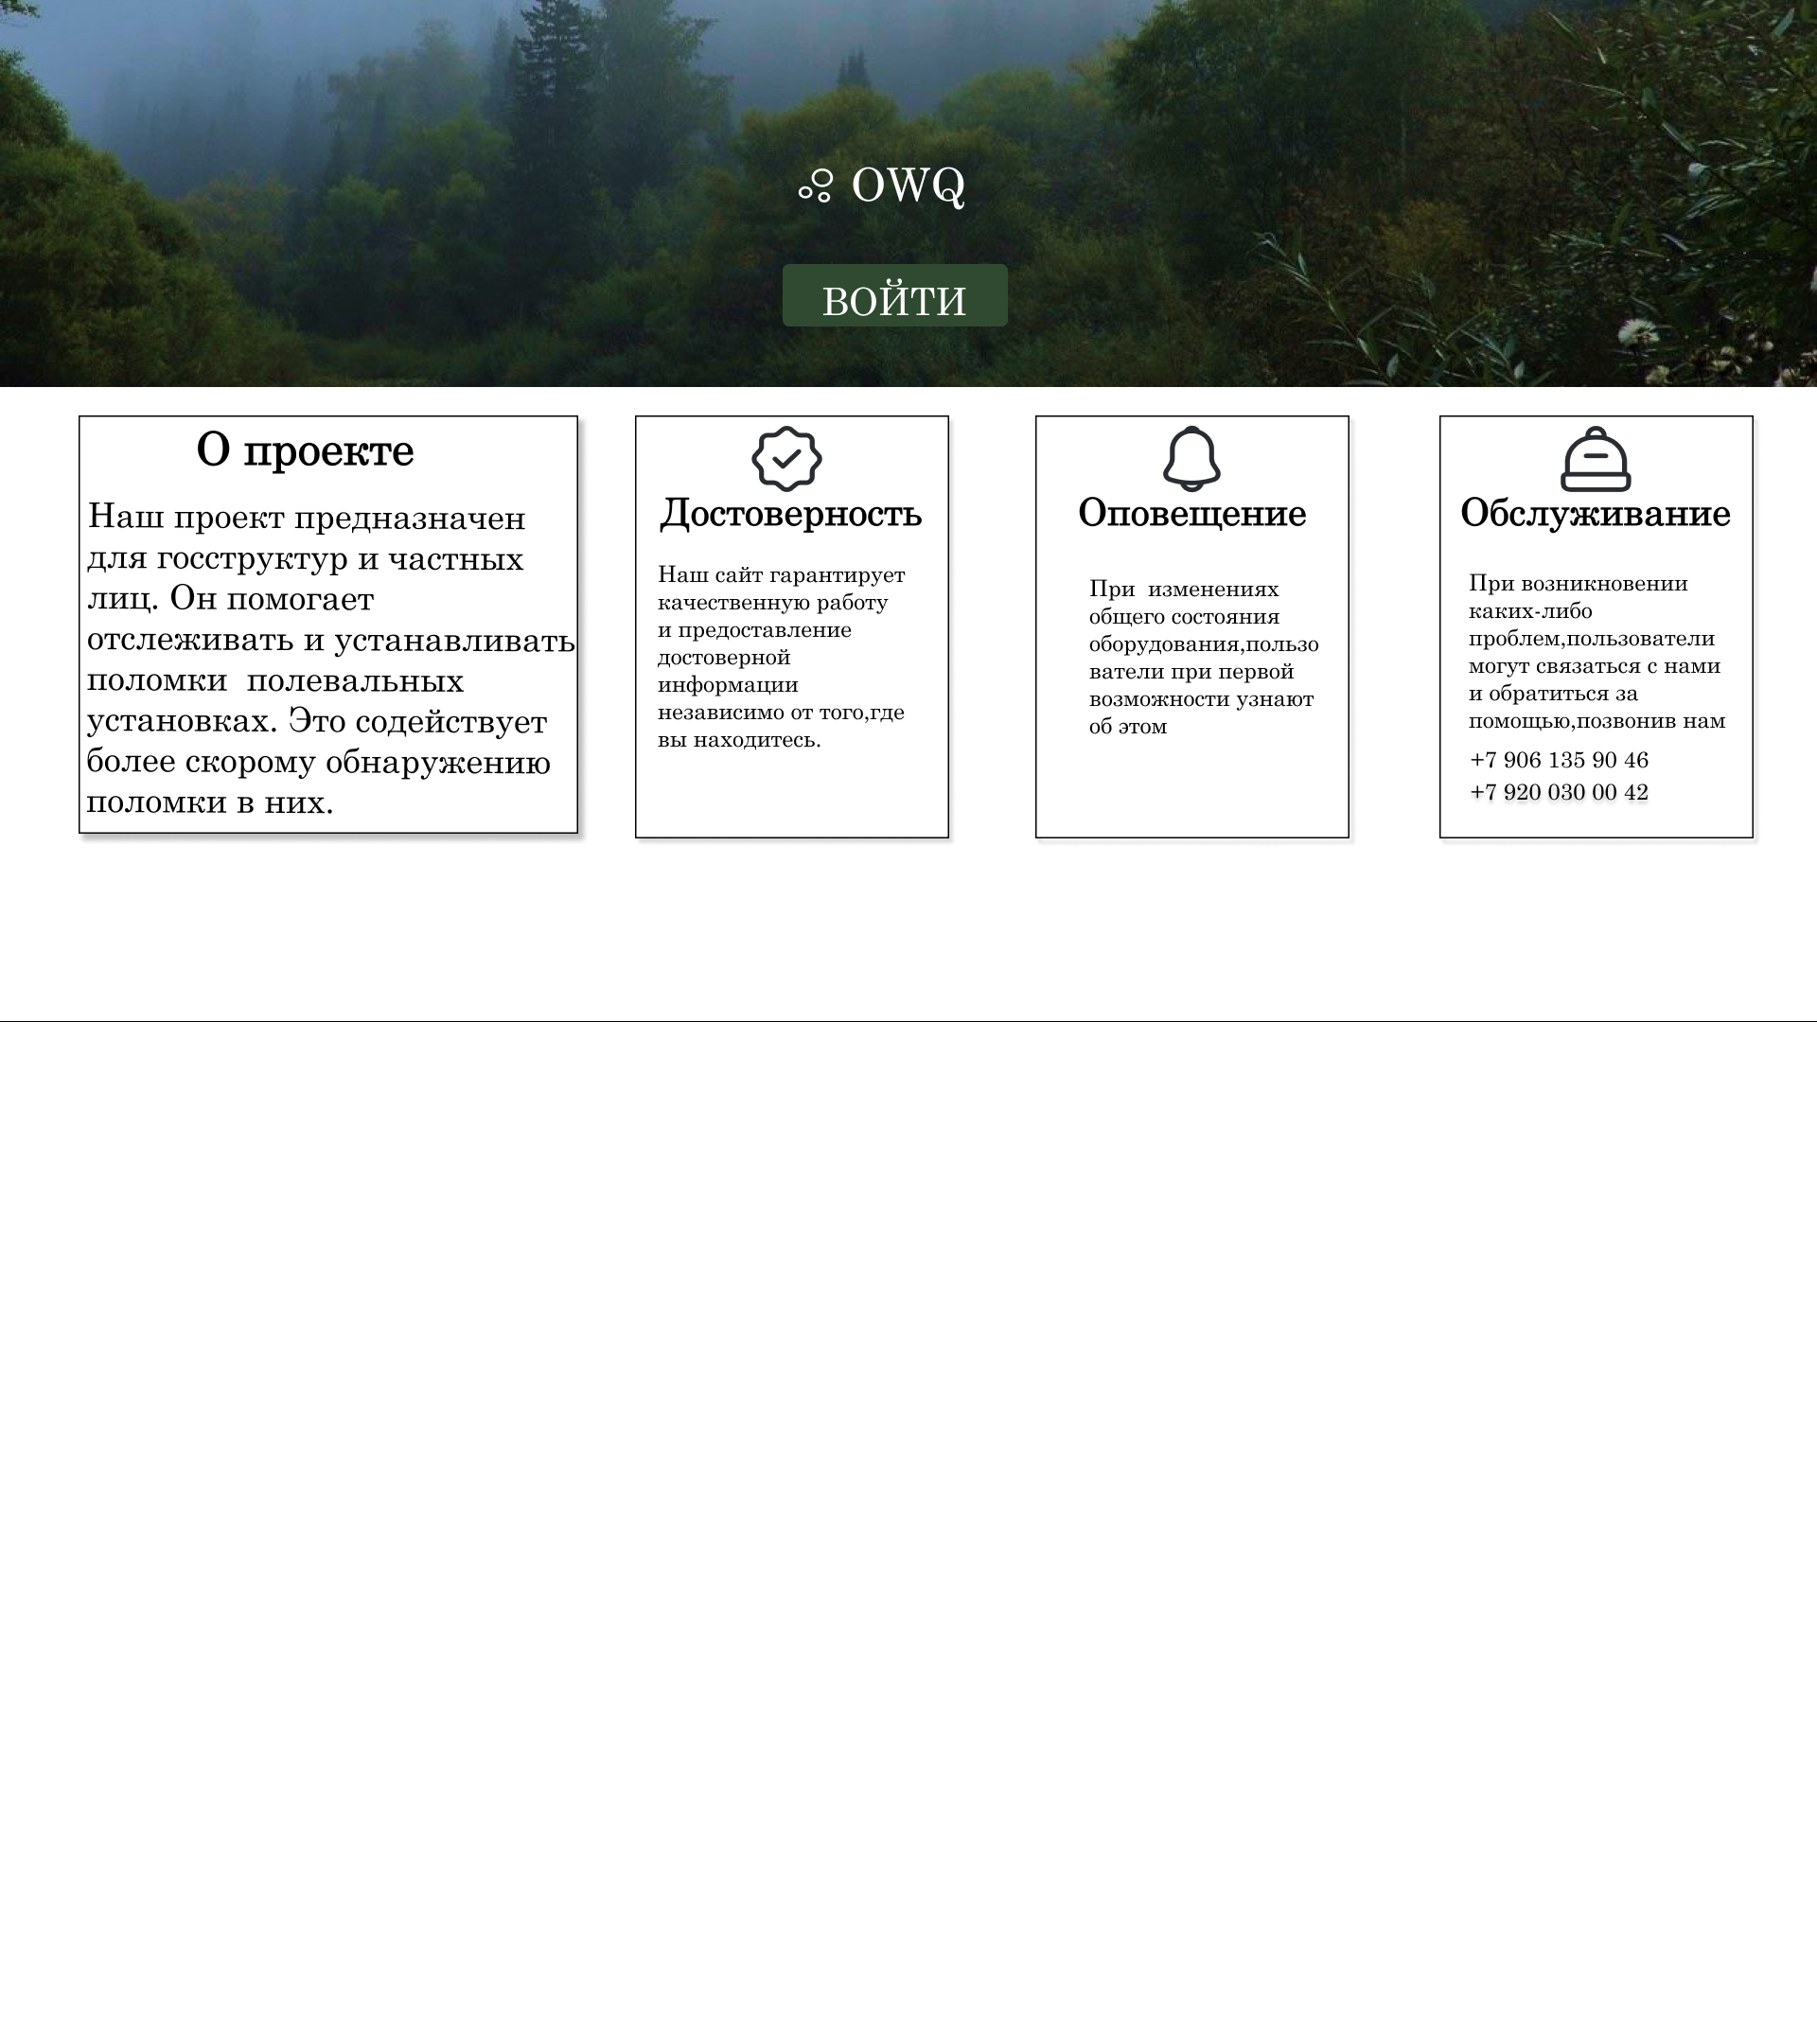 OWQ
ВОЙТИ
О проекте
Наш проект предназначен
для госструктур и частных
лиц. Он помогает
отслеживать и устанавливать
поломки  полевальных
установках. Это содействует
более скорому обнаружению
поломки в них.
Достоверность
Наш сайт гарантирует
качественную работу
и предоставление
достоверной
информации
независимо от того,где
вы находитесь.
Оповещение
При  изменениях
общего состояния
оборудования,пользо
ватели при первой
возможности узнают
об этом
Обслуживание
При возникновении
каких-либо
проблем,пользователи
могут связаться с нами
и обратиться за
помощью,позвонив нам
+7 906 135 90 46
+7 920 030 00 42